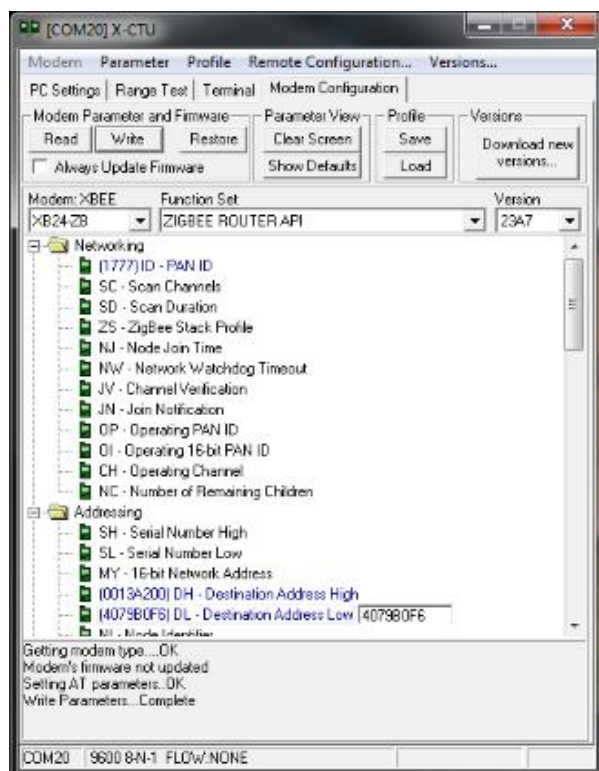 [COM20] X-CTU
Modem Parameter Profile Remote Configuration... Versions...
PC Settings Range Test Terminal Modem Configuration
Modem Parameter and Firmware Parameter View Profile Versions
Read Write Restore Clear Screen Save Download new versions...
Always Update Firmware Show Defaults Load
Modem: XBEE Function Set Version
XB24-ZB ZIGBEE ROUTER API 23A7
Networking
(1777) ID - PAN ID
SC - Scan Channels
SD - Scan Duration
ZS - ZigBee Stack Profile
NJ - Node Join Time
NW - Network Watchdog Timeout
JV - Channel Verification
JN - Join Notification
OP - Operating PAN ID
OI - Operating 16-bit PAN ID
CH - Operating Channel
NC - Number of Remaining Children
Addressing
SH - Serial Number High
SL - Serial Number Low
MY - 16-bit Network Address
(0013A200) DH - Destination Address High
(4079B0F6) DL - Destination Address Low 4079B0F6
NI - Node Identifier
Getting modem type....OK
Modem's firmware not updated
Setting AT parameters..OK
Write Parameters...Complete
COM20 9600 8-N-1 FLOW:NONE